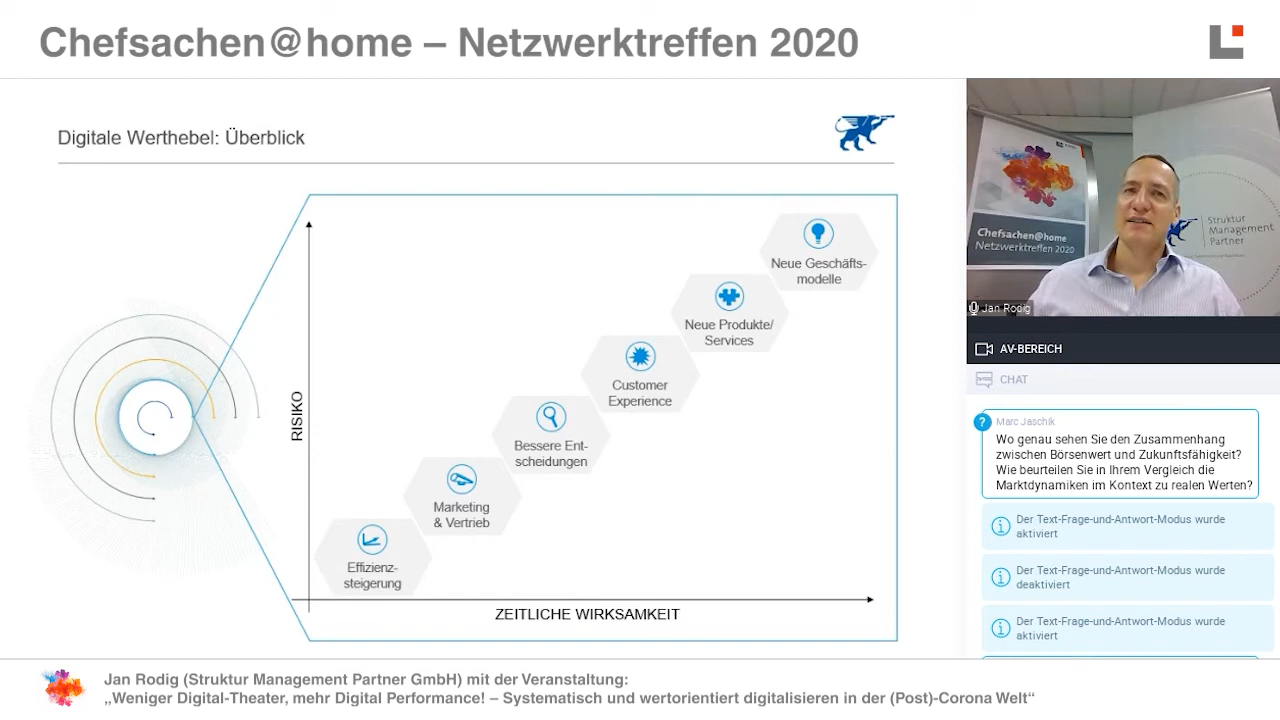 Chefsachen@home – Netzwerktreffen 2020
Digitale Werthebel: Überblick
RISIKO
Neue Geschäfts-
modelle
Neue Produkte/
Services
Customer
Experience
Bessere Ent-
scheidungen
Marketing
& Vertrieb
Effizienz-
steigerung
ZEITLICHE WIRKSAMKEIT
Chefsachen@home
Netzwerktreffen 2020
Struktur
Management
Partner
Jan Rodig
AV-BEREICH
CHAT
Marc Jaschik
Wo genau sehen Sie den Zusammenhang
zwischen Börsenwert und Zukunftsfähigkeit?
Wie beurteilen Sie in Ihrem Vergleich die
Marktdynamiken im Kontext zu realen Werten?
Der Text-Frage-und-Antwort-Modus wurde
aktiviert
Der Text-Frage-und-Antwort-Modus wurde
deaktiviert
Der Text-Frage-und-Antwort-Modus wurde
aktiviert
Jan Rodig (Struktur Management Partner GmbH) mit der Veranstaltung:
„Weniger Digital-Theater, mehr Digital Performance! – Systematisch und wertorientiert digitalisieren in der (Post)-Corona Welt“